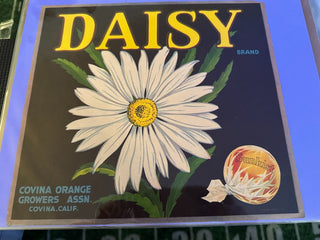 DAISY
BRAND
COVINA ORANGE
GROWERS ASSN.
COVINA, CALIF.